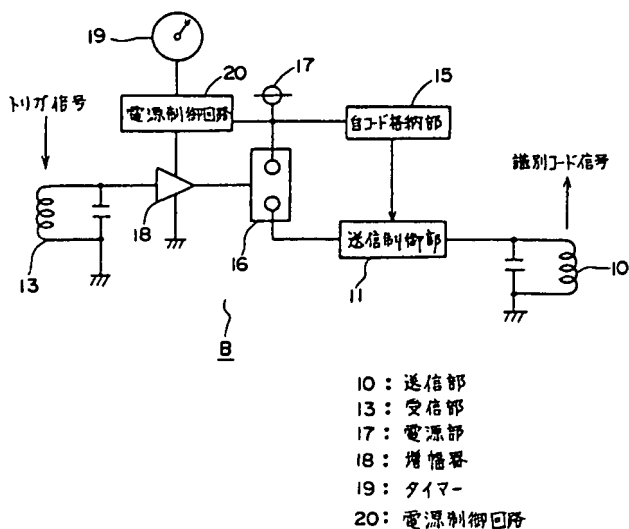 19
20
17
15
トリガ信号
電源制御回路
自コード格納部
識別コード信号
18
16
送信制御部
13
11
10
B
10: 送信部
13: 受信部
17: 電源部
18: 増幅器
19: タイマー
20: 電源制御回路